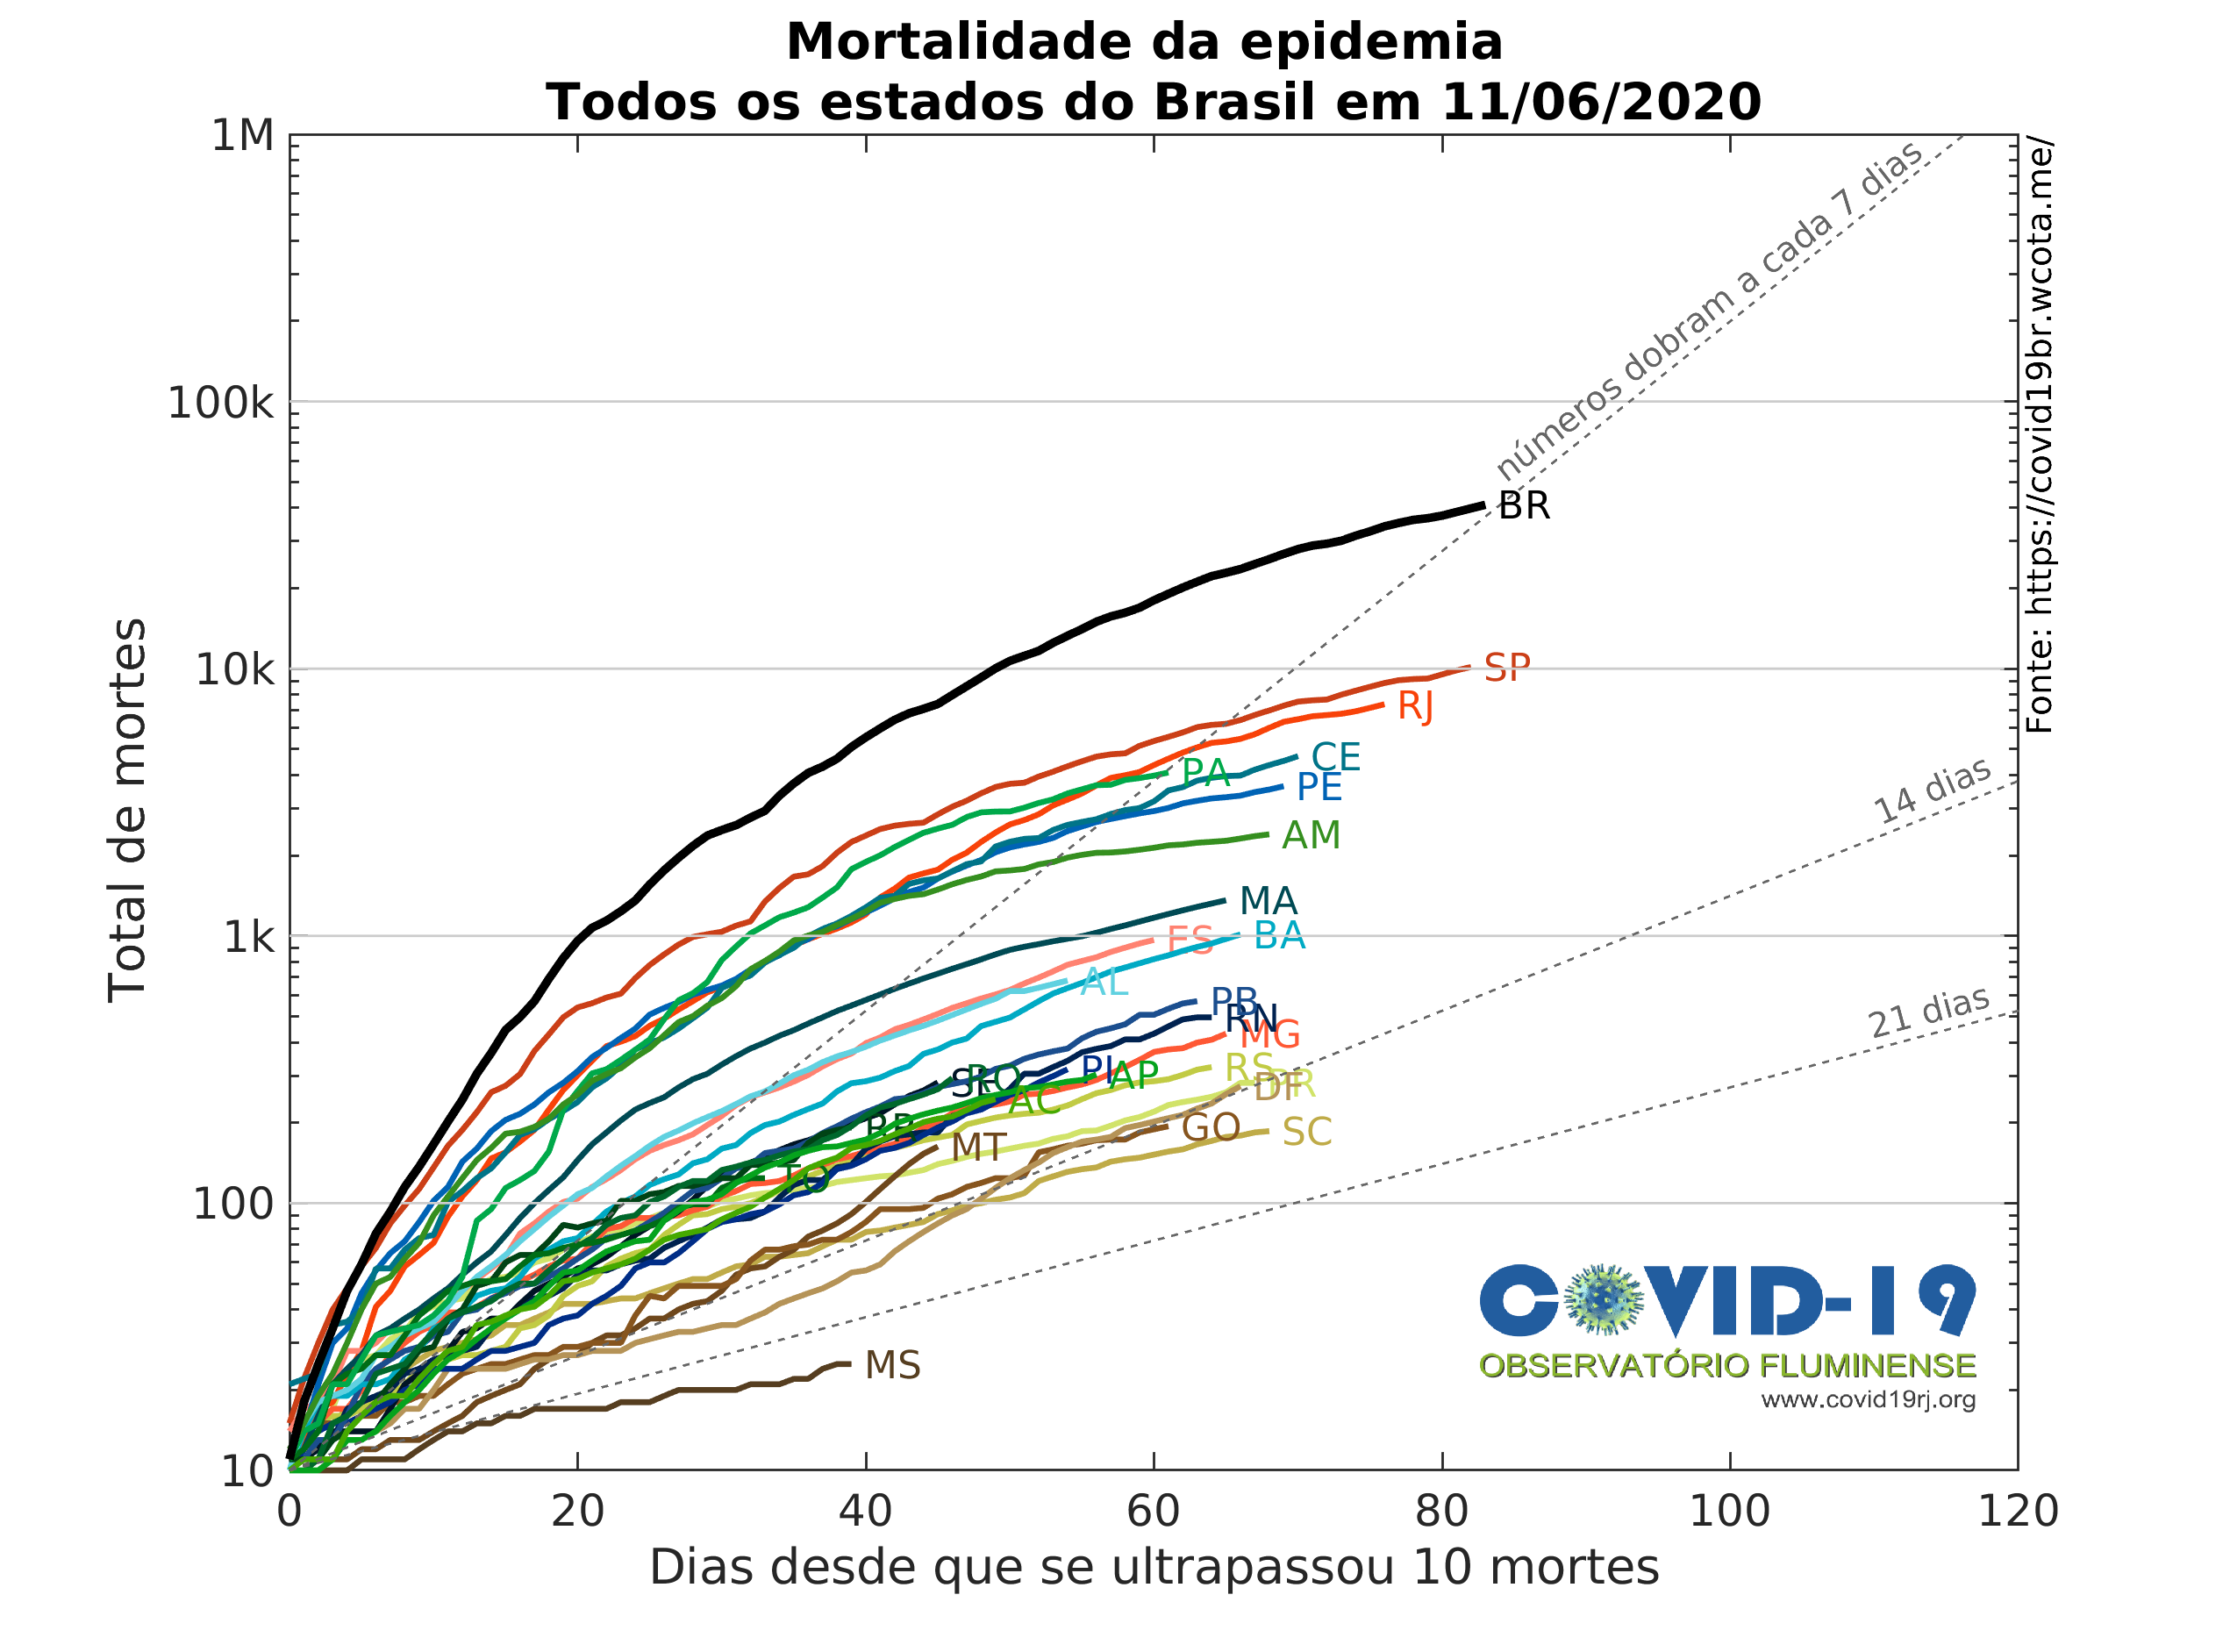 Mortalidade da epidemia
Todos os estados do Brasil em 11/06/2020
1M
100k
10k
1k
100
10
0
20
40
60
80
100
120
Total de mortes
Dias desde que se ultrapassou 10 mortes
Fonte: https://covid19br.wcota.me/
números dobram a cada 7 dias
14 dias
21 dias
BR
SP
RJ
CE
PA
PE
AM
MA
ES
BA
AL
PB
RN
MG
RS
PI
AP
RO
SE
AC
PR
DF
RR
GO
SC
MT
TO
MS
COVID-19
OBSERVATÓRIO FLUMINENSE
www.covid19rj.org